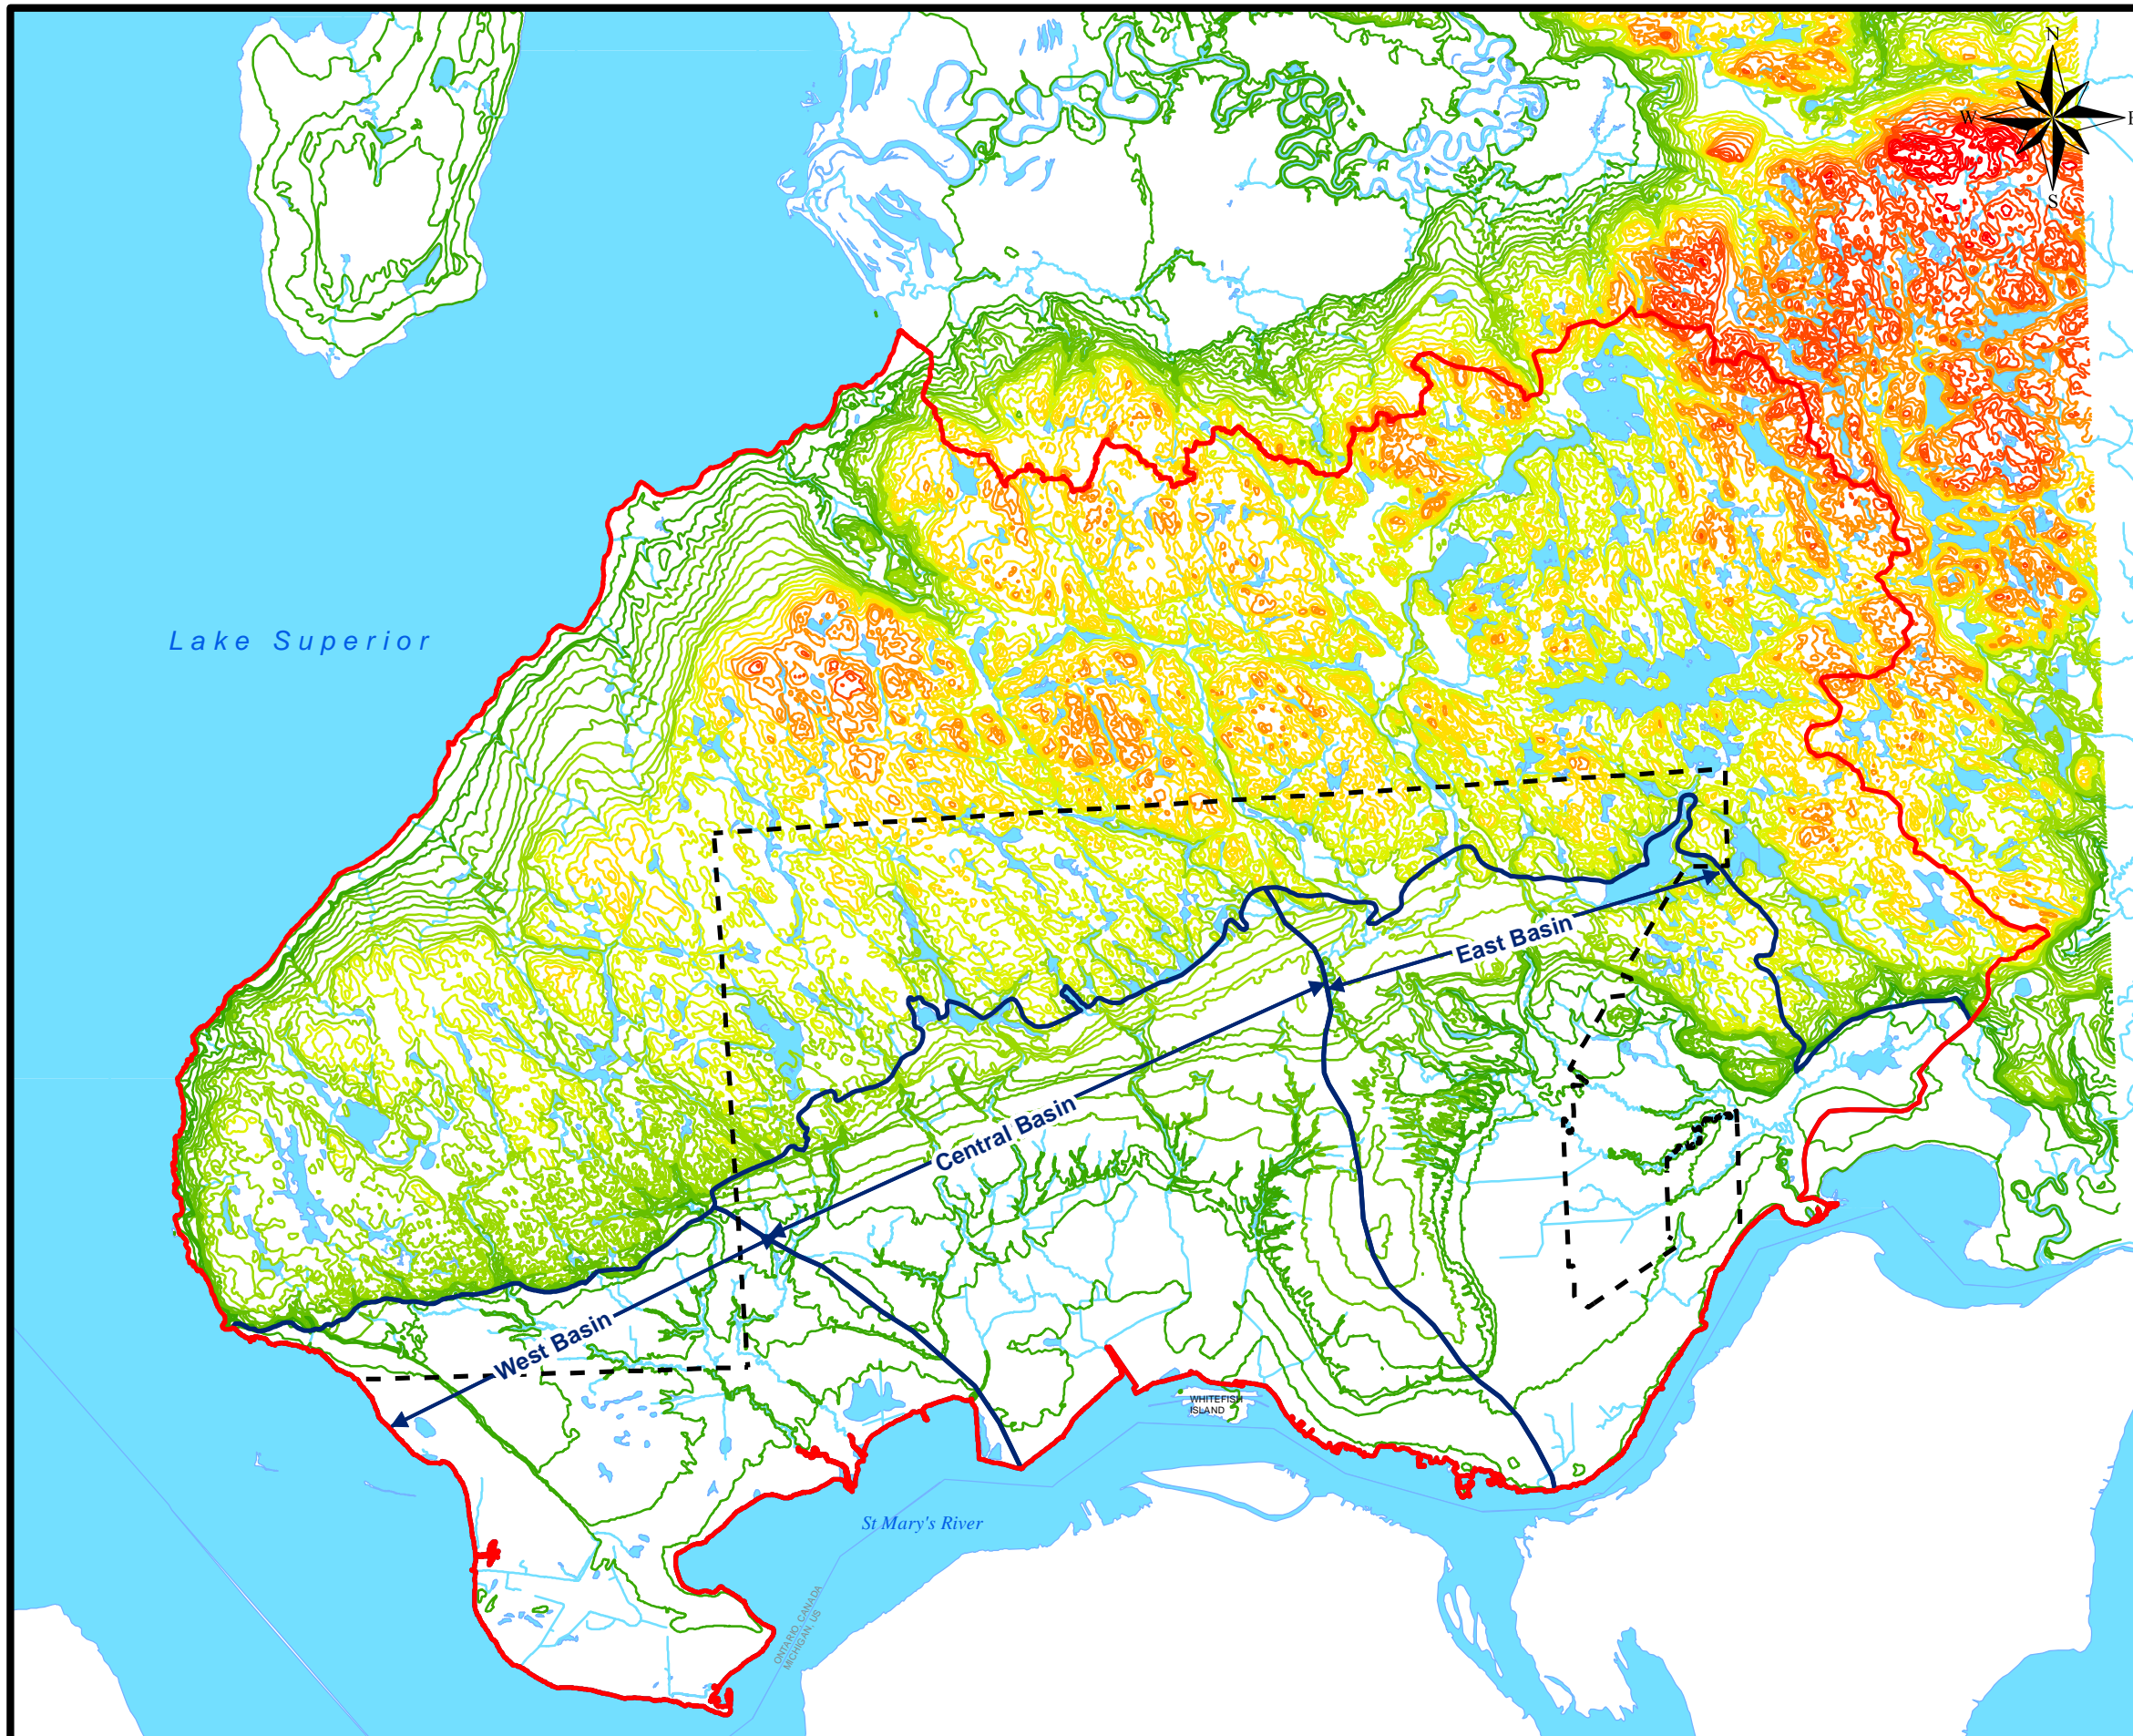 N
W
E
S
Lake Superior
East Basin
Central Basin
West Basin
WHITEFISH
ISLAND
St Mary's River
ONTARIO, CANADA
MICHIGAN, US